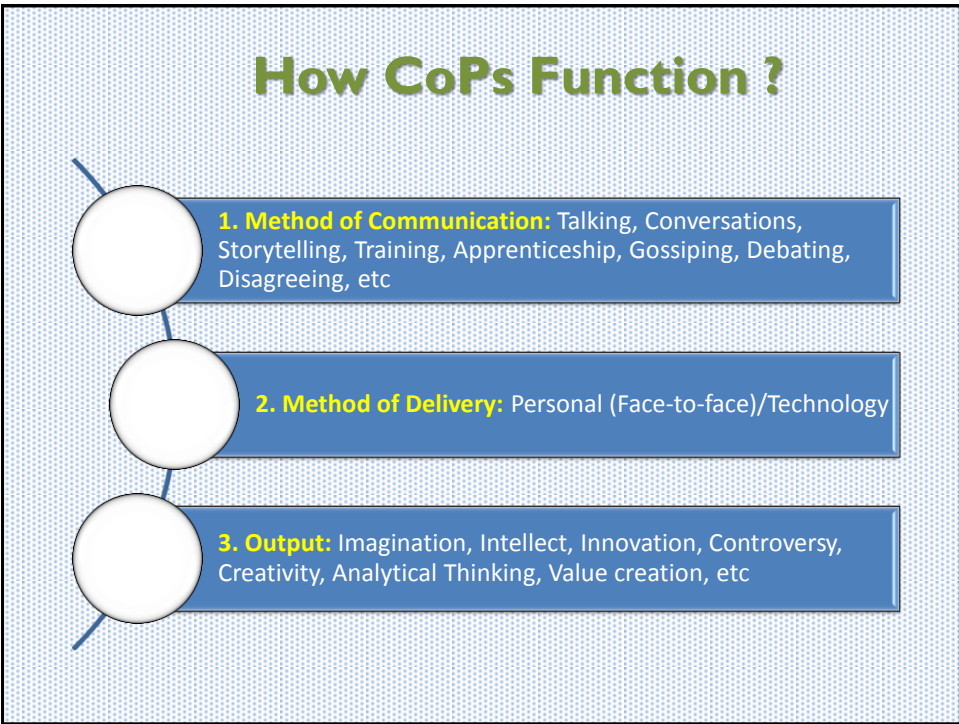 How CoPs Function ?
1. Method of Communication: Talking, Conversations,
Storytelling, Training, Apprenticeship, Gossiping, Debating,
Disagreeing, etc
2. Method of Delivery: Personal (Face-to-face)/Technology
3. Output: Imagination, Intellect, Innovation, Controversy,
Creativity, Analytical Thinking, Value creation, etc